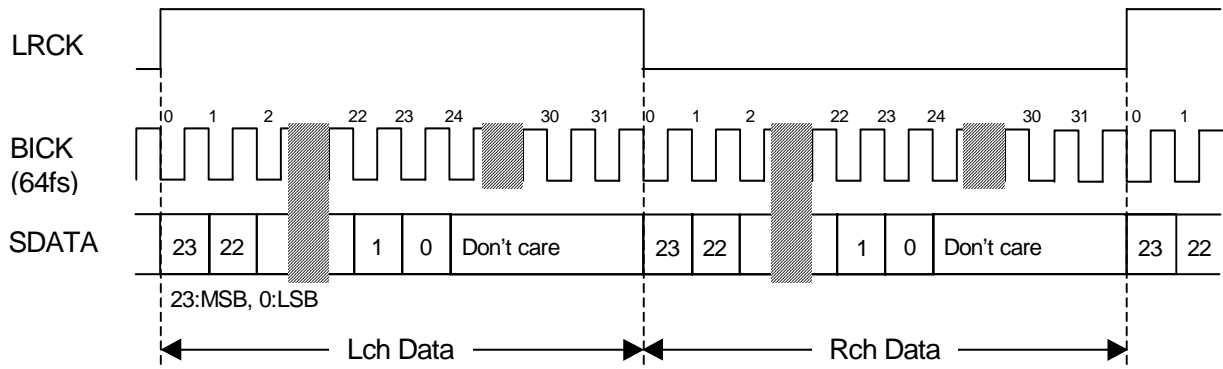 LRCK
0 1 2 22 23 24 30 31 0 1 2 22 23 24 30 31 0 1
BICK
(64fs)
SDATA 23 22 1 0 Don't care 23 22 1 0 Don't care 23 22
23:MSB, 0:LSB
Lch Data Rch Data